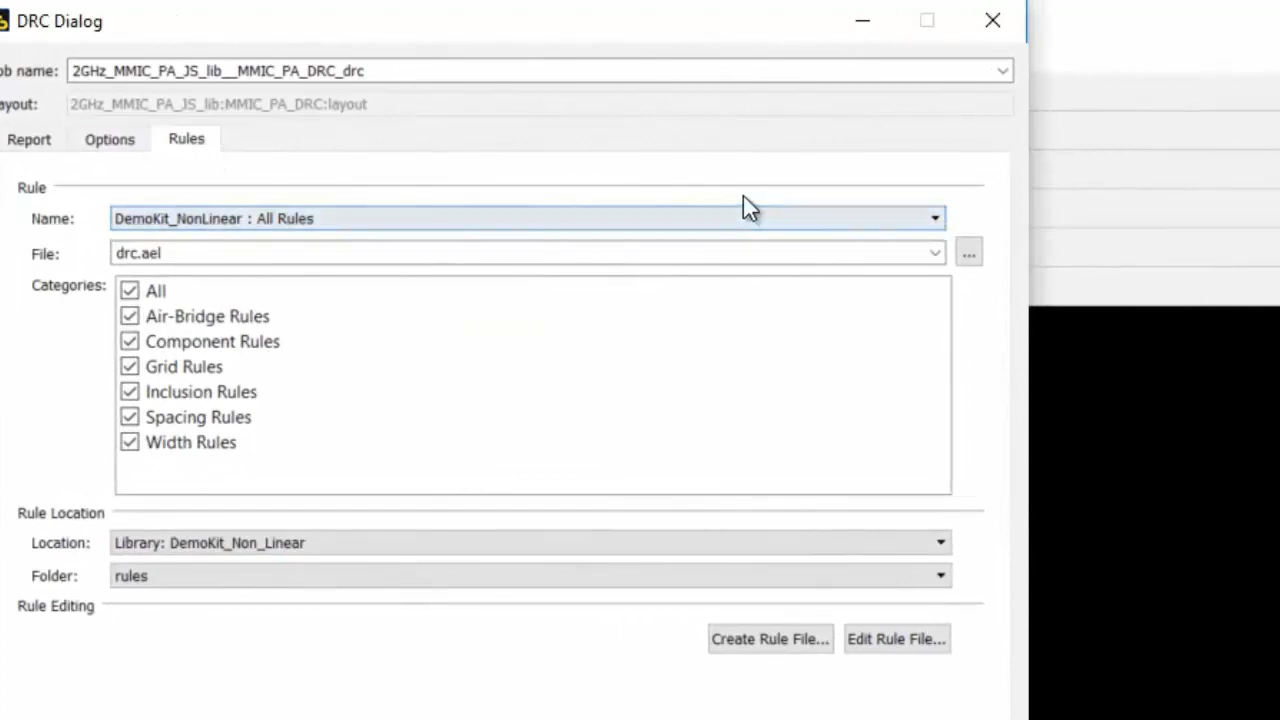 DRC Dialog
ob name: 2GHz_MMIC_PA_JS_lib__MMIC_PA_DRC_drc
ayout: 2GHz_MMIC_PA_JS_lib:MMIC_PA_DRC:layout
Report Options Rules
Rule
Name: DemoKit_NonLinear : All Rules
File: drc.ael ...
Categories: All
Air-Bridge Rules
Component Rules
Grid Rules
Inclusion Rules
Spacing Rules
Width Rules
Rule Location
Location: Library: DemoKit_Non_Linear
Folder: rules
Rule Editing
Create Rule File... Edit Rule File...